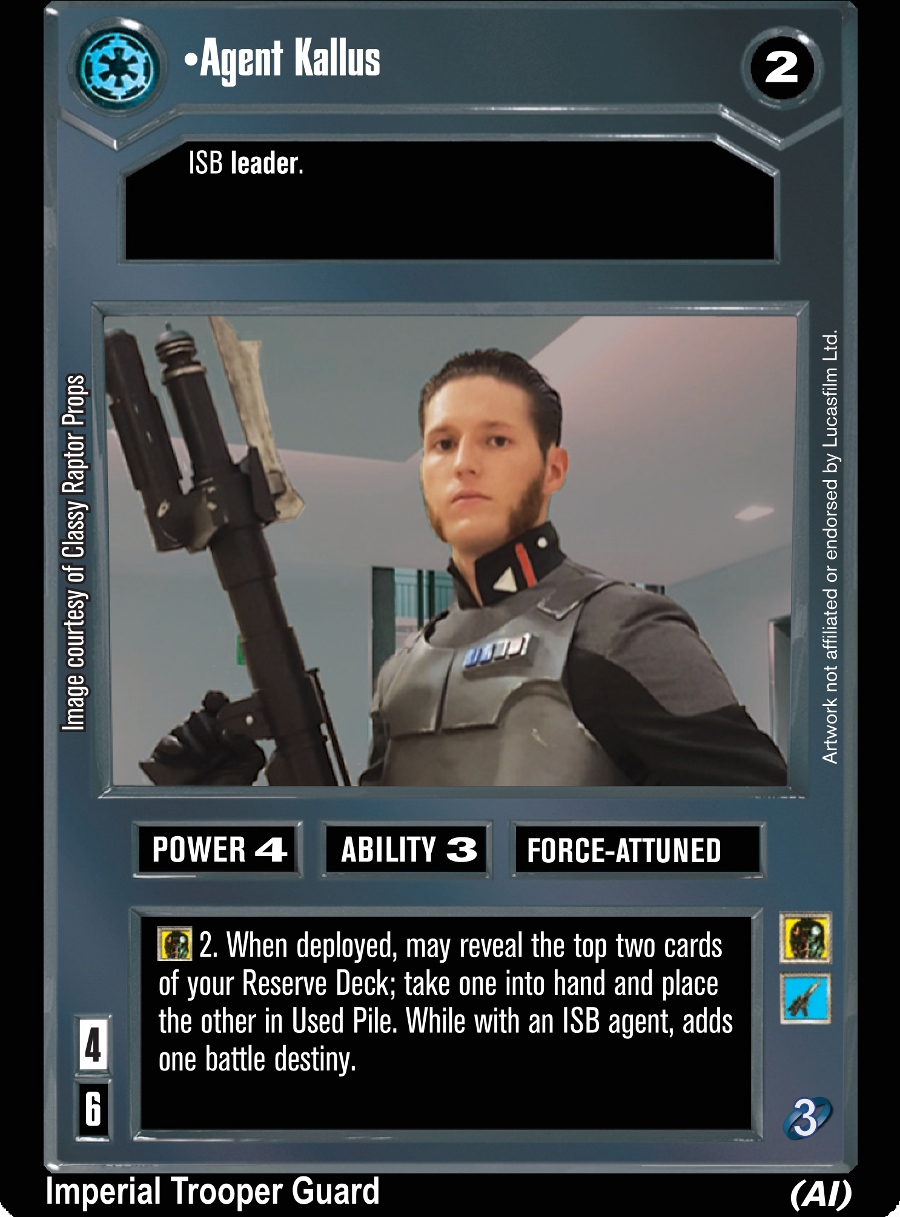 •Agent Kallus
2
ISB leader.
Image courtesy of Classy Raptor Props
Artwork not affiliated or endorsed by Lucasfilm Ltd.
POWER 4
ABILITY 3
FORCE-ATTUNED
2. When deployed, may reveal the top two cards
of your Reserve Deck; take one into hand and place
the other in Used Pile. While with an ISB agent, adds
one battle destiny.
4
6
3
Imperial Trooper Guard
(AI)